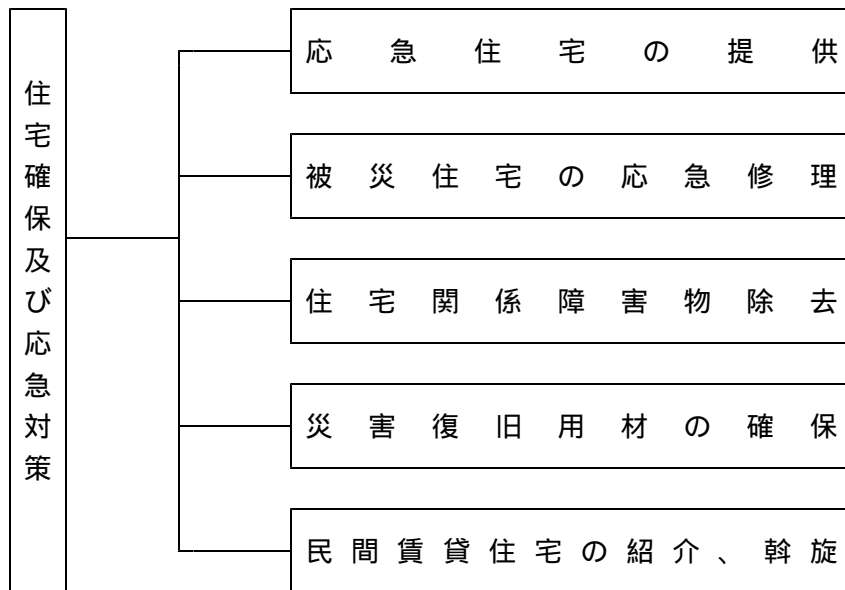 住宅確保及び応急対策
応急住宅の提供
被災住宅の応急修理
住宅関係障害物除去
災害復旧用材の確保
民間賃貸住宅の紹介、斡旋